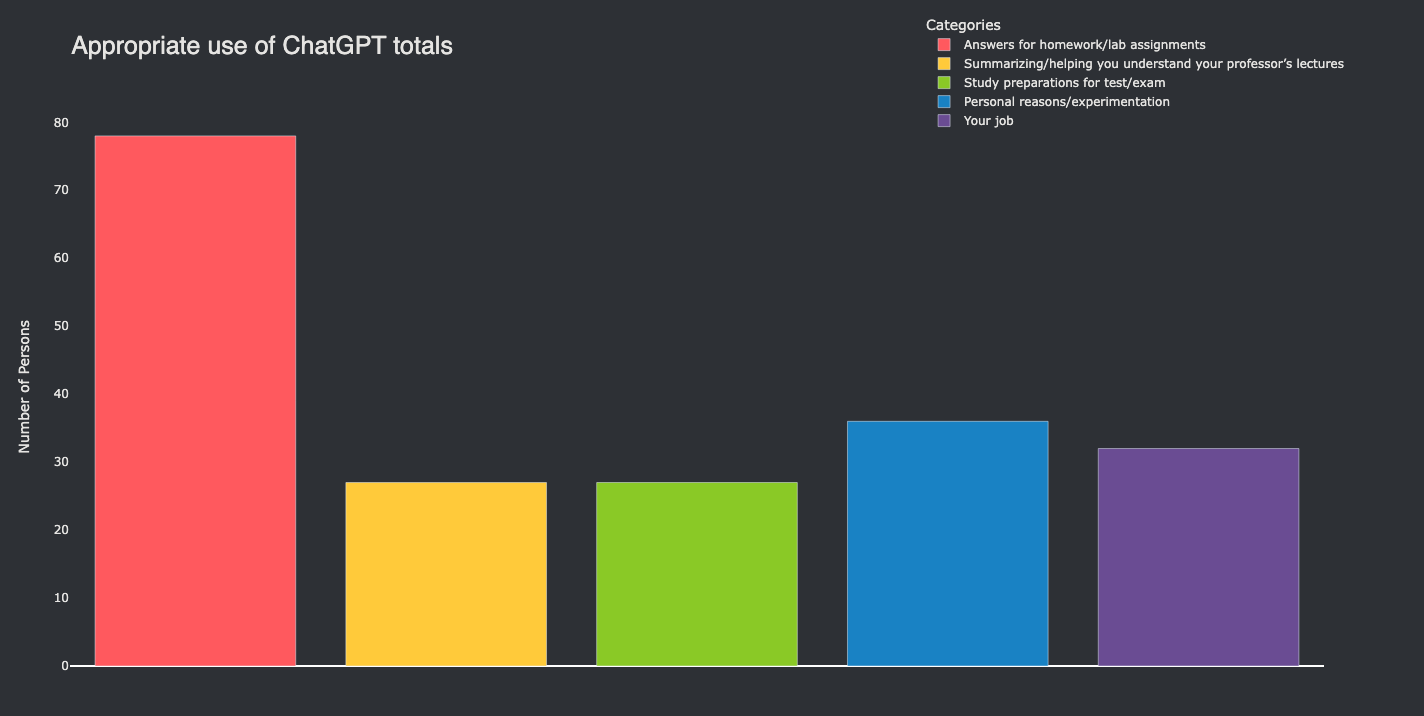 Appropriate use of ChatGPT totals
Categories
Answers for homework/lab assignments
Summarizing/helping you understand your professor’s lectures
Study preparations for test/exam
Personal reasons/experimentation
Your job
Number of Persons
80
70
60
50
40
30
20
10
0